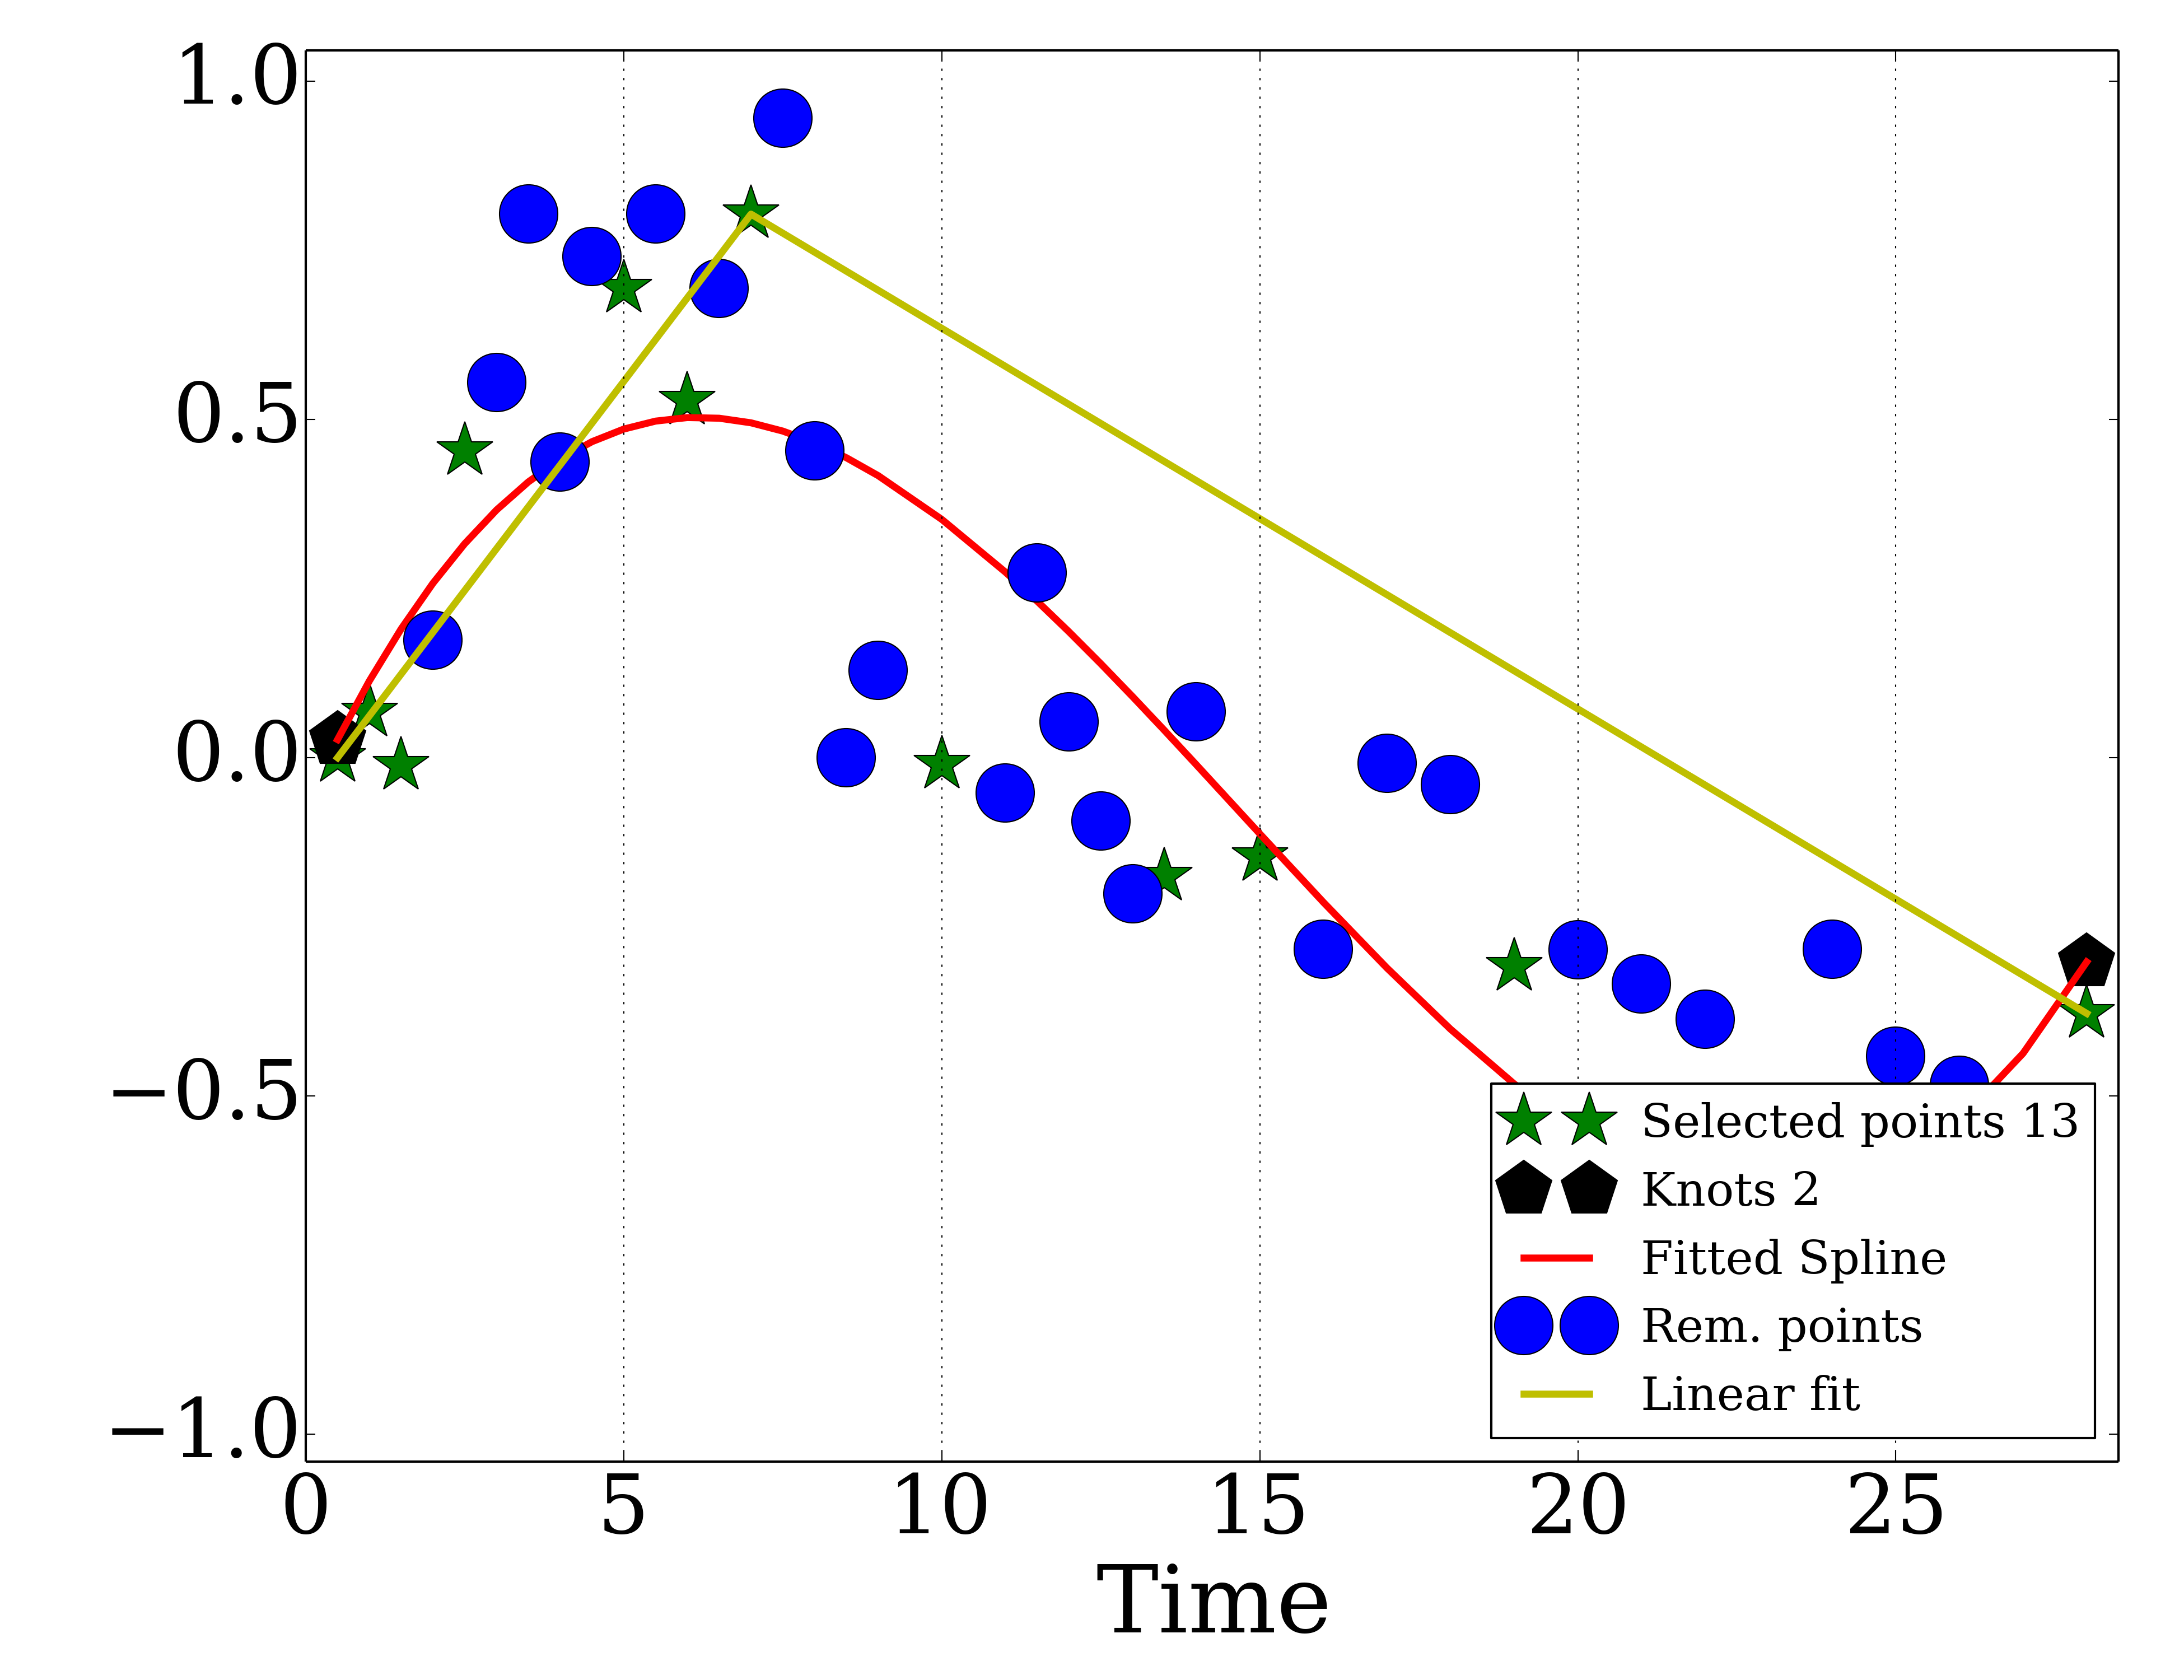 1.0
0.5
0.0
−0.5
−1.0
0 5 10 15 20 25
Time
Selected points 13
Knots 2
Fitted Spline
Rem. points
Linear fit